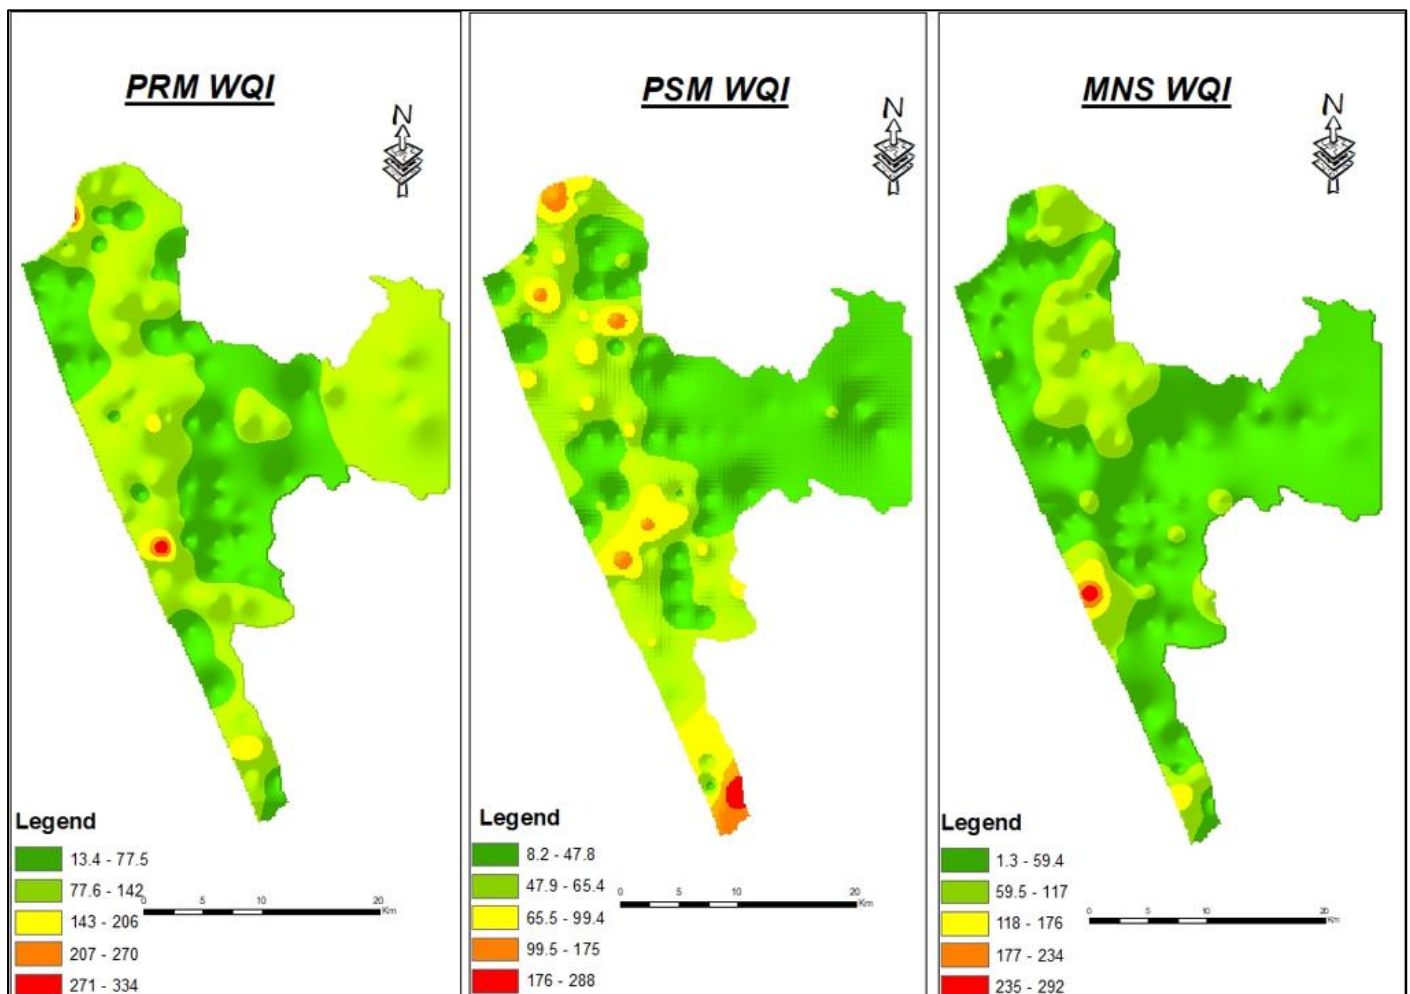 PRM WQI
N
Legend
13.4 - 77.5
77.6 - 142
143 - 206
207 - 270
271 - 334
0 5 10 20
Km
PSM WQI
N
Legend
8.2 - 47.8
47.9 - 65.4
65.5 - 99.4
99.5 - 175
176 - 288
0 5 10 20
Km
MNS WQI
N
Legend
1.3 - 59.4
59.5 - 117
118 - 176
177 - 234
235 - 292
0 5 10 20
Km